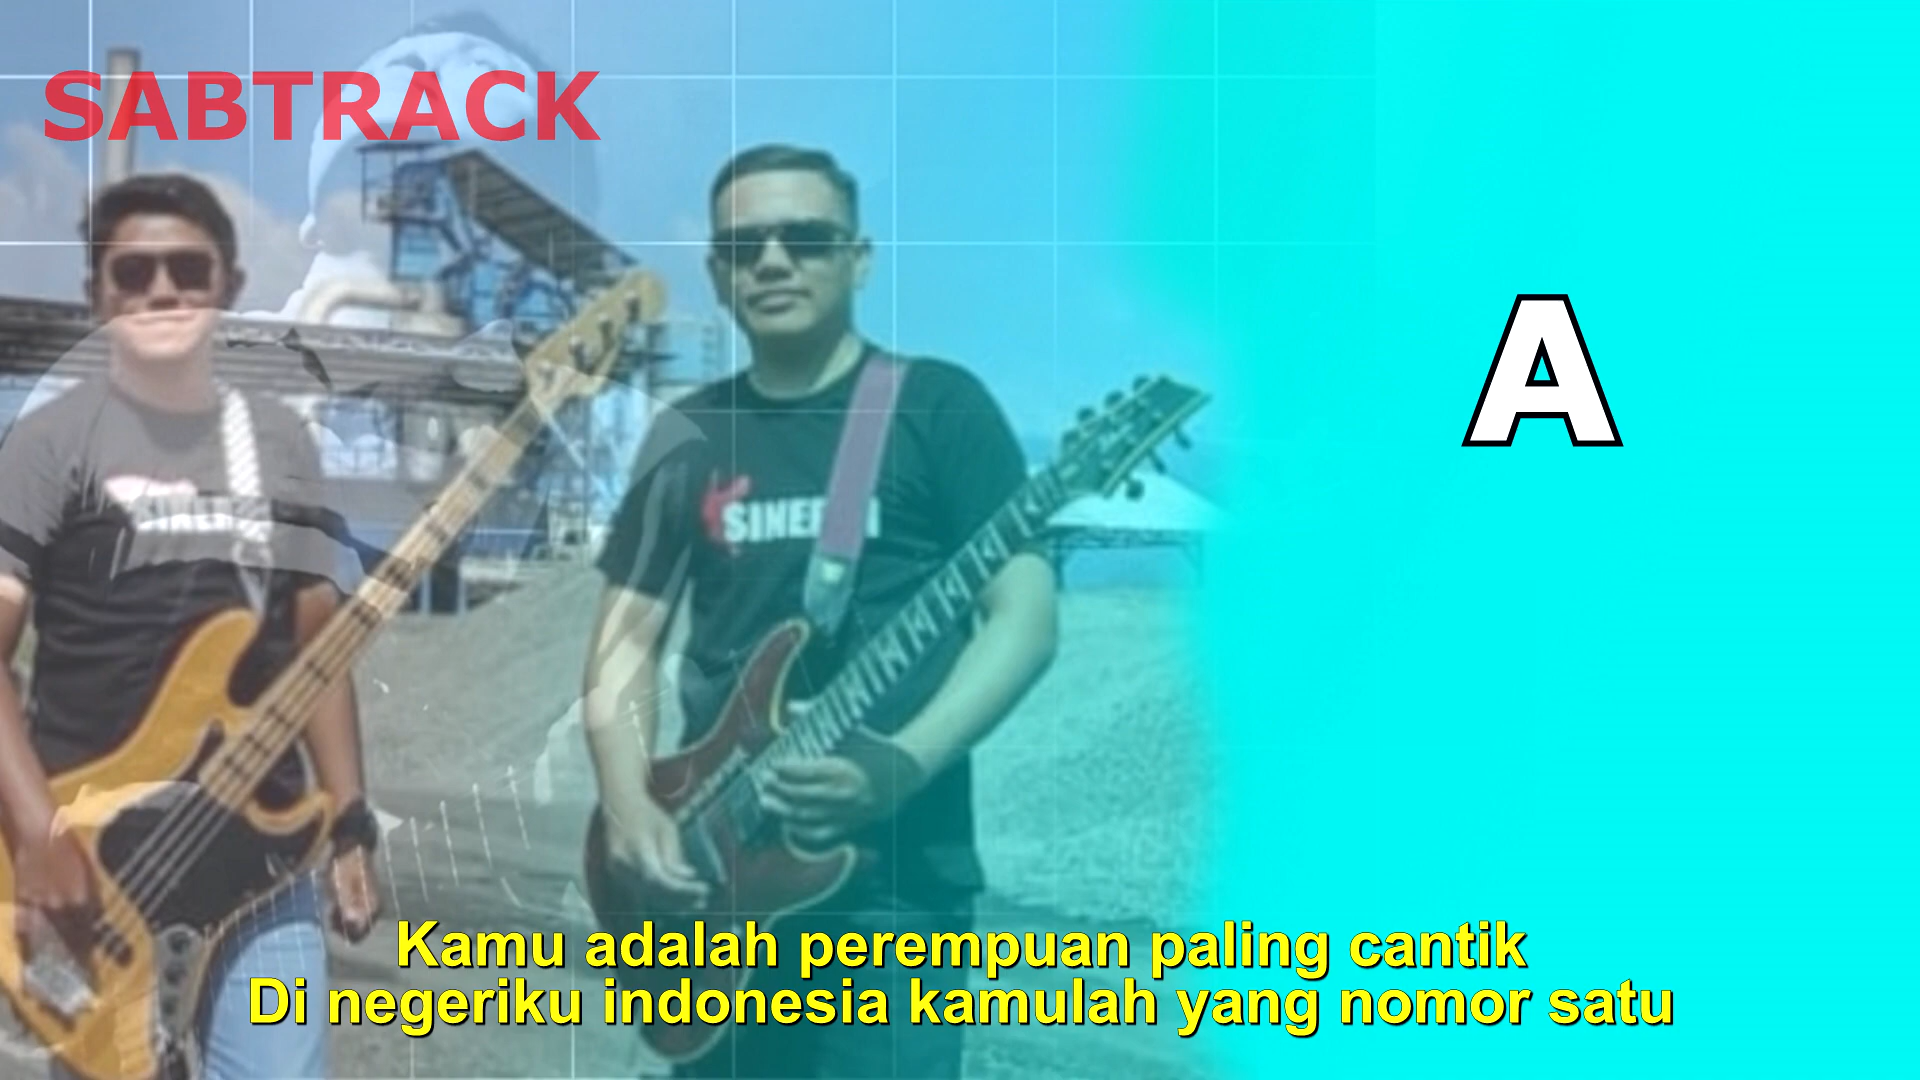 SABTRACK
A
Kamu adalah perempuan paling cantik
Di negeriku indonesia kamulah yang nomor satu